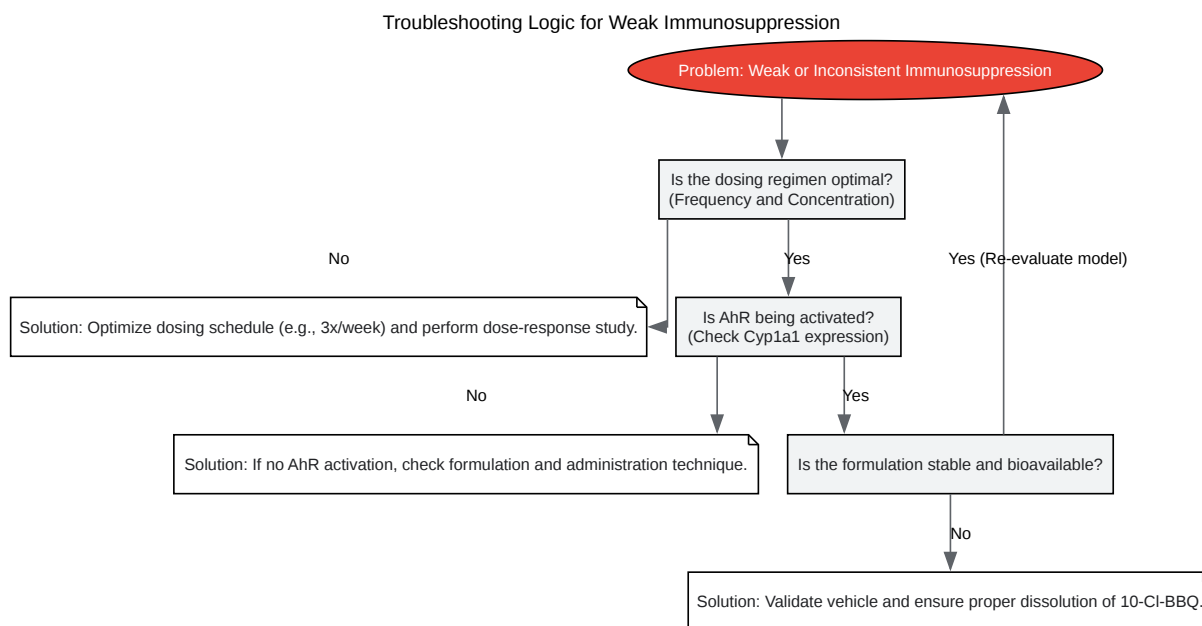 Troubleshooting Logic for Weak Immunosuppression
Problem: Weak or Inconsistent Immunosuppression
Is the dosing regimen optimal?
(Frequency and Concentration)
No
Yes
Yes (Re-evaluate model)
Solution: Optimize dosing schedule (e.g., 3x/week) and perform dose-response study.
Is AhR being activated?
(Check Cyp1a1 expression)
No
Yes
Solution: If no AhR activation, check formulation and administration technique.
Is the formulation stable and bioavailable?
No
Solution: Validate vehicle and ensure proper dissolution of 10-Cl-BBQ.